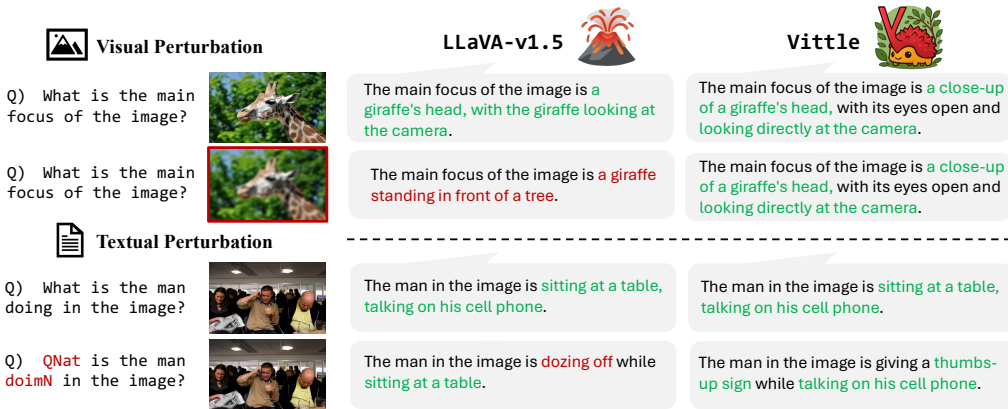 Visual Perturbation
LLaVA-v1.5
Vittle
Q) What is the main
focus of the image?
The main focus of the image is a
giraffe's head, with the giraffe looking at
the camera.
The main focus of the image is a close-up
of a giraffe's head, with its eyes open and
looking directly at the camera.
Q) What is the main
focus of the image?
The main focus of the image is a giraffe
standing in front of a tree.
The main focus of the image is a close-up
of a giraffe's head, with its eyes open and
looking directly at the camera.
Textual Perturbation
Q) What is the man
doing in the image?
The man in the image is sitting at a table,
talking on his cell phone.
The man in the image is sitting at a table,
talking on his cell phone.
Q) QNat is the man
doimN in the image?
The man in the image is dozing off while
sitting at a table.
The man in the image is giving a thumbs-
up sign while talking on his cell phone.